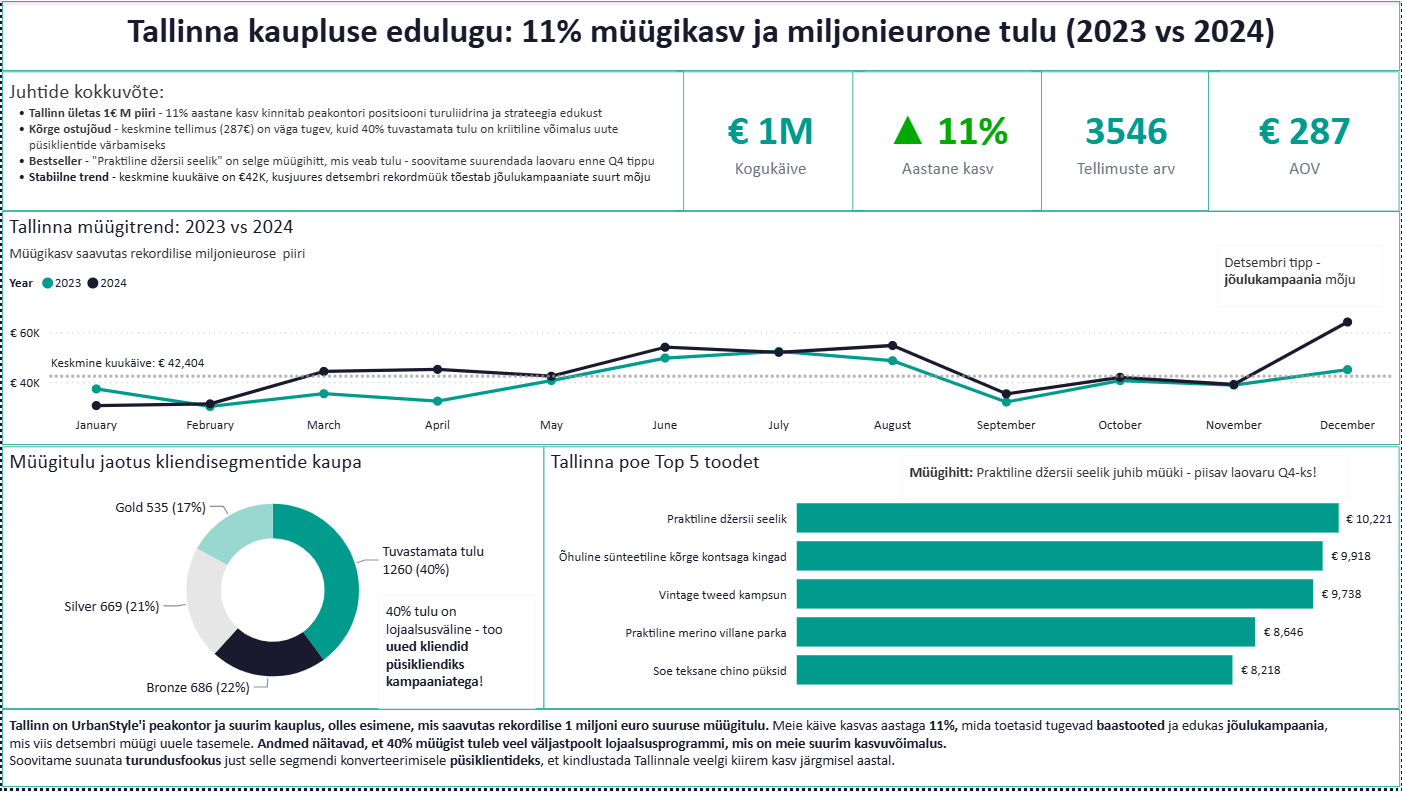 Tallinna kaupluse edulugu: 11% müügikasv ja miljonieurone tulu (2023 vs 2024)
Juhtide kokkuvõte:
• Tallinn ületas 1€ M piiri - 11% aastane kasv kinnitab peakontori positsiooni turuliidrina ja strateegia edukust
• Kõrge ostujõud - keskmine tellimus (287€) on väga tugev, kuid 40% tuvastamata tulu on kriitiline võimalus uute
püsiklientide värbamiseks
• Bestseller - "Praktiline džersii seelik" on selge müügihitt, mis veab tulu - soovitame suurendada laovaru enne Q4 tippu
• Stabiilne trend - keskmine kuukäive on €42K, kusjuures detsembri rekordmüük tõestab jõulukampaaniate suurt mõju
€ 1M
Kogukäive
▲ 11%
Aastane kasv
3546
Tellimuste arv
€ 287
AOV
Tallinna müügitrend: 2023 vs 2024
Müügikasv saavutas rekordilise miljonieurose piiri
Year 2023 2024
Detsembri tipp -
jõulukampaania mõju
€ 60K
Keskmine kuukäive: € 42,404
€ 40K
January February March April May June July August September October November December
Müügitulu jaotus kliendisegmentide kaupa
Gold 535 (17%)
Tuvastamata tulu
1260 (40%)
Silver 669 (21%)
Bronze 686 (22%)
40% tulu on
lojaalsusväline - too
uued kliendid
püsikliendiks
kampaaniatega!
Tallinna poe Top 5 toodet
Müügihitt: Praktiline džersii seelik juhib müüki - piisav laovaru Q4-ks!
Praktiline džersii seelik € 10,221
Õhuline sünteetiline kõrge kontsaga kingad € 9,918
Vintage tweed kampsun € 9,738
Praktiline merino villane parka € 8,646
Soe teksane chino püksid € 8,218
Tallinn on UrbanStyle'i peakontor ja suurim kauplus, olles esimene, mis saavutas rekordilise 1 miljoni euro suuruse müügitulu. Meie käive kasvas aastaga 11%, mida toetasid tugevad baastooted ja edukas jõulukampaania,
mis viis detsembri müügi uuele tasemele. Andmed näitavad, et 40% müügist tuleb veel väljastpoolt lojaalsusprogrammi, mis on meie suurim kasvuvõimalus.
Soovitame suunata turundusfookus just selle segmendi konverteerimisele püsiklientideks, et kindlustada Tallinnale veelgi kiirem kasv järgmisel aastal.